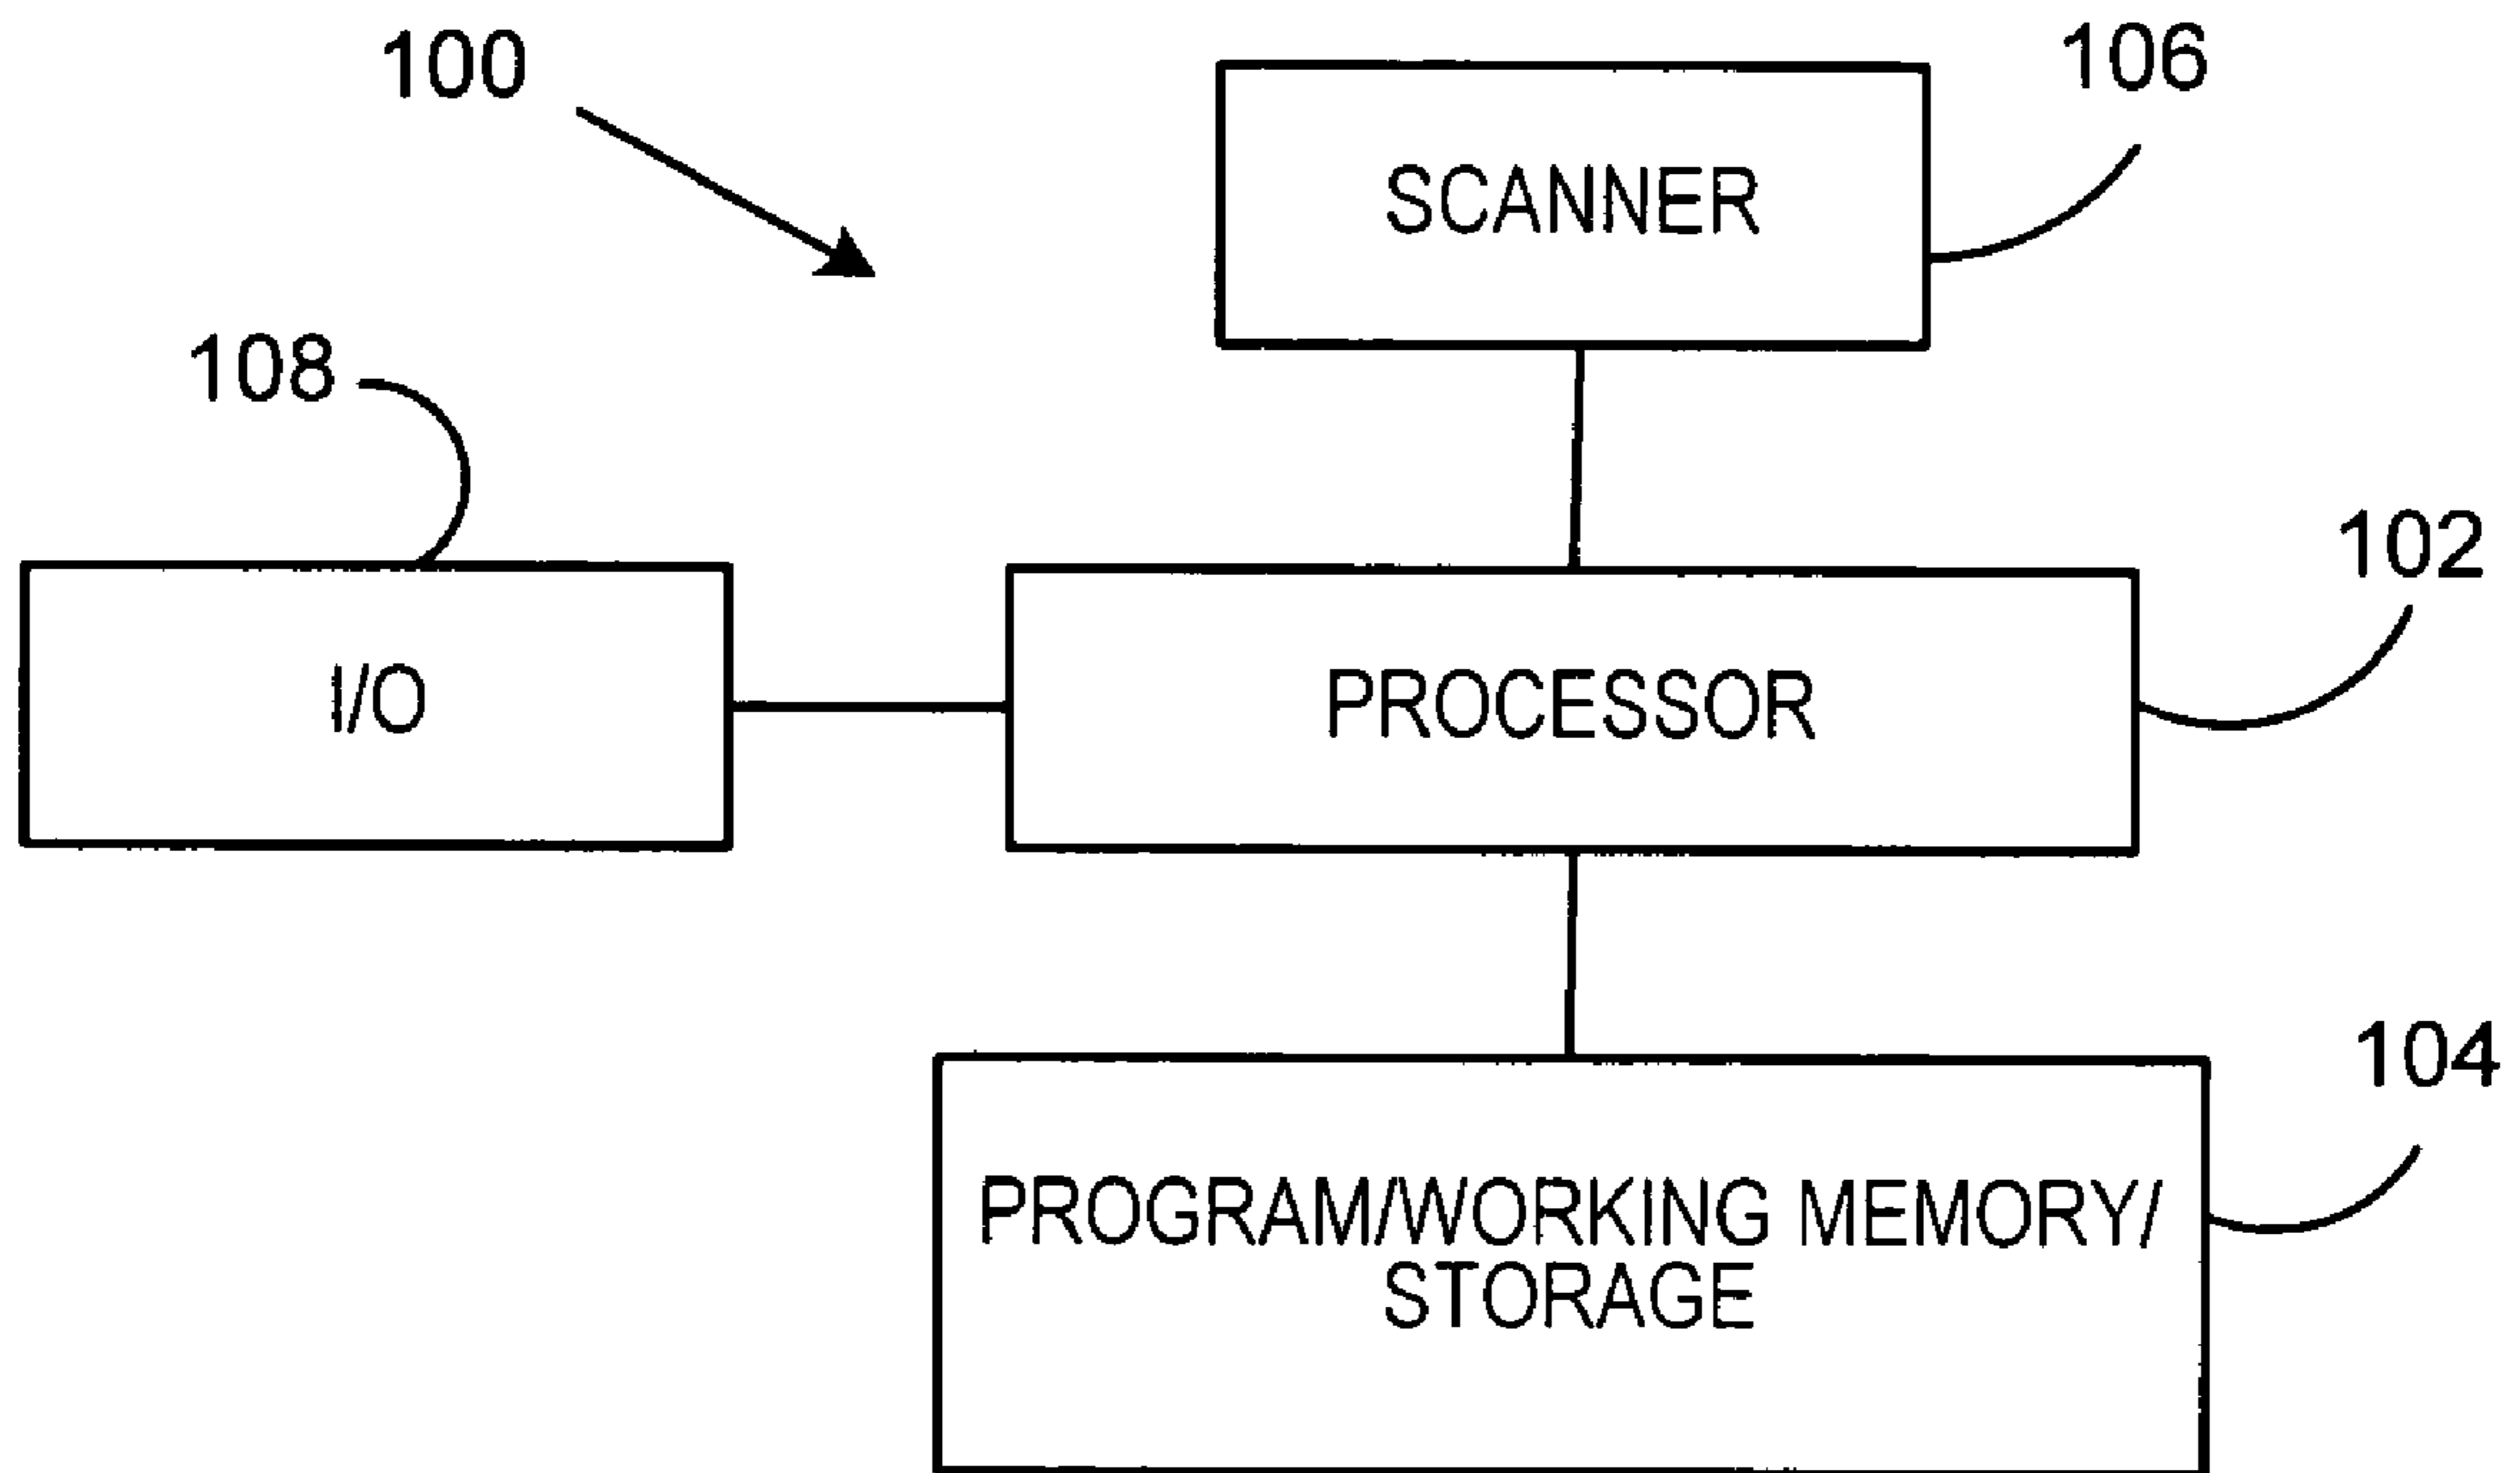 100
106
SCANNER
108
102
I/O
PROCESSOR
104
PROGRAM/WORKING MEMORY/
STORAGE